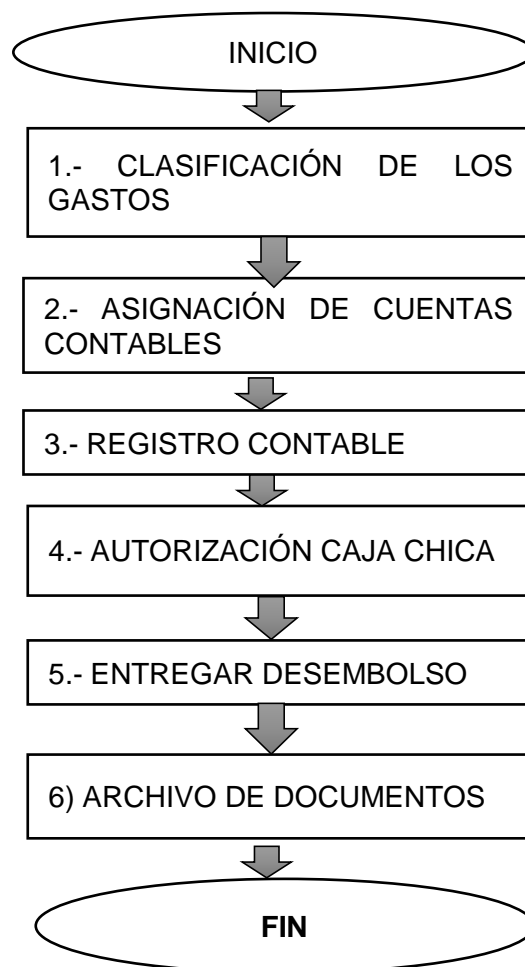 INICIO
1.- CLASIFICACIÓN DE LOS
GASTOS
2.- ASIGNACIÓN DE CUENTAS
CONTABLES
3.- REGISTRO CONTABLE
4.- AUTORIZACIÓN CAJA CHICA
5.- ENTREGAR DESEMBOLSO
6) ARCHIVO DE DOCUMENTOS
FIN